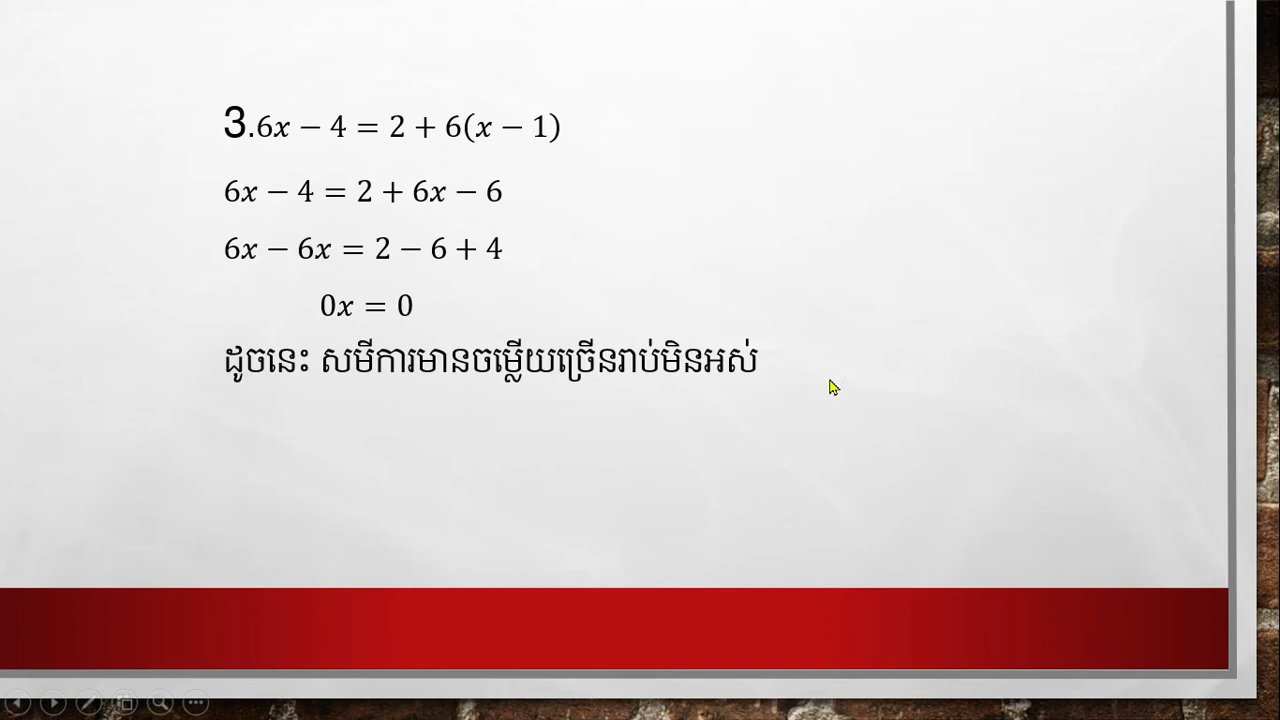 3.6x − 4 = 2 + 6(x − 1)
6x − 4 = 2 + 6x − 6
6x − 6x = 2 − 6 + 4
0x = 0
ដូចនេះ សមីការមានចម្លើយច្រើនរាប់មិនអស់